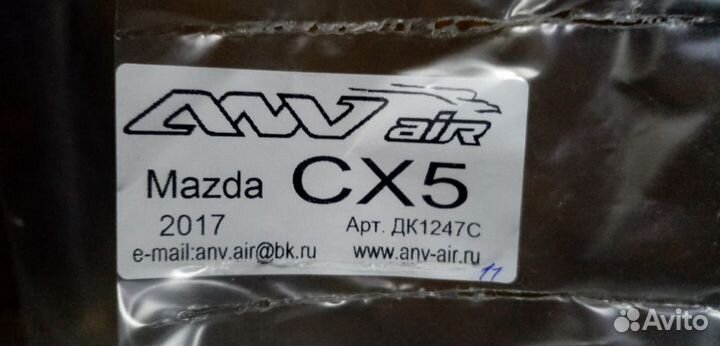 ANV aiR
Mazda CX5
2017 Арт. ДК1247С
e-mail:anv.air@bk.ru www.anv-air.ru
11
Avito